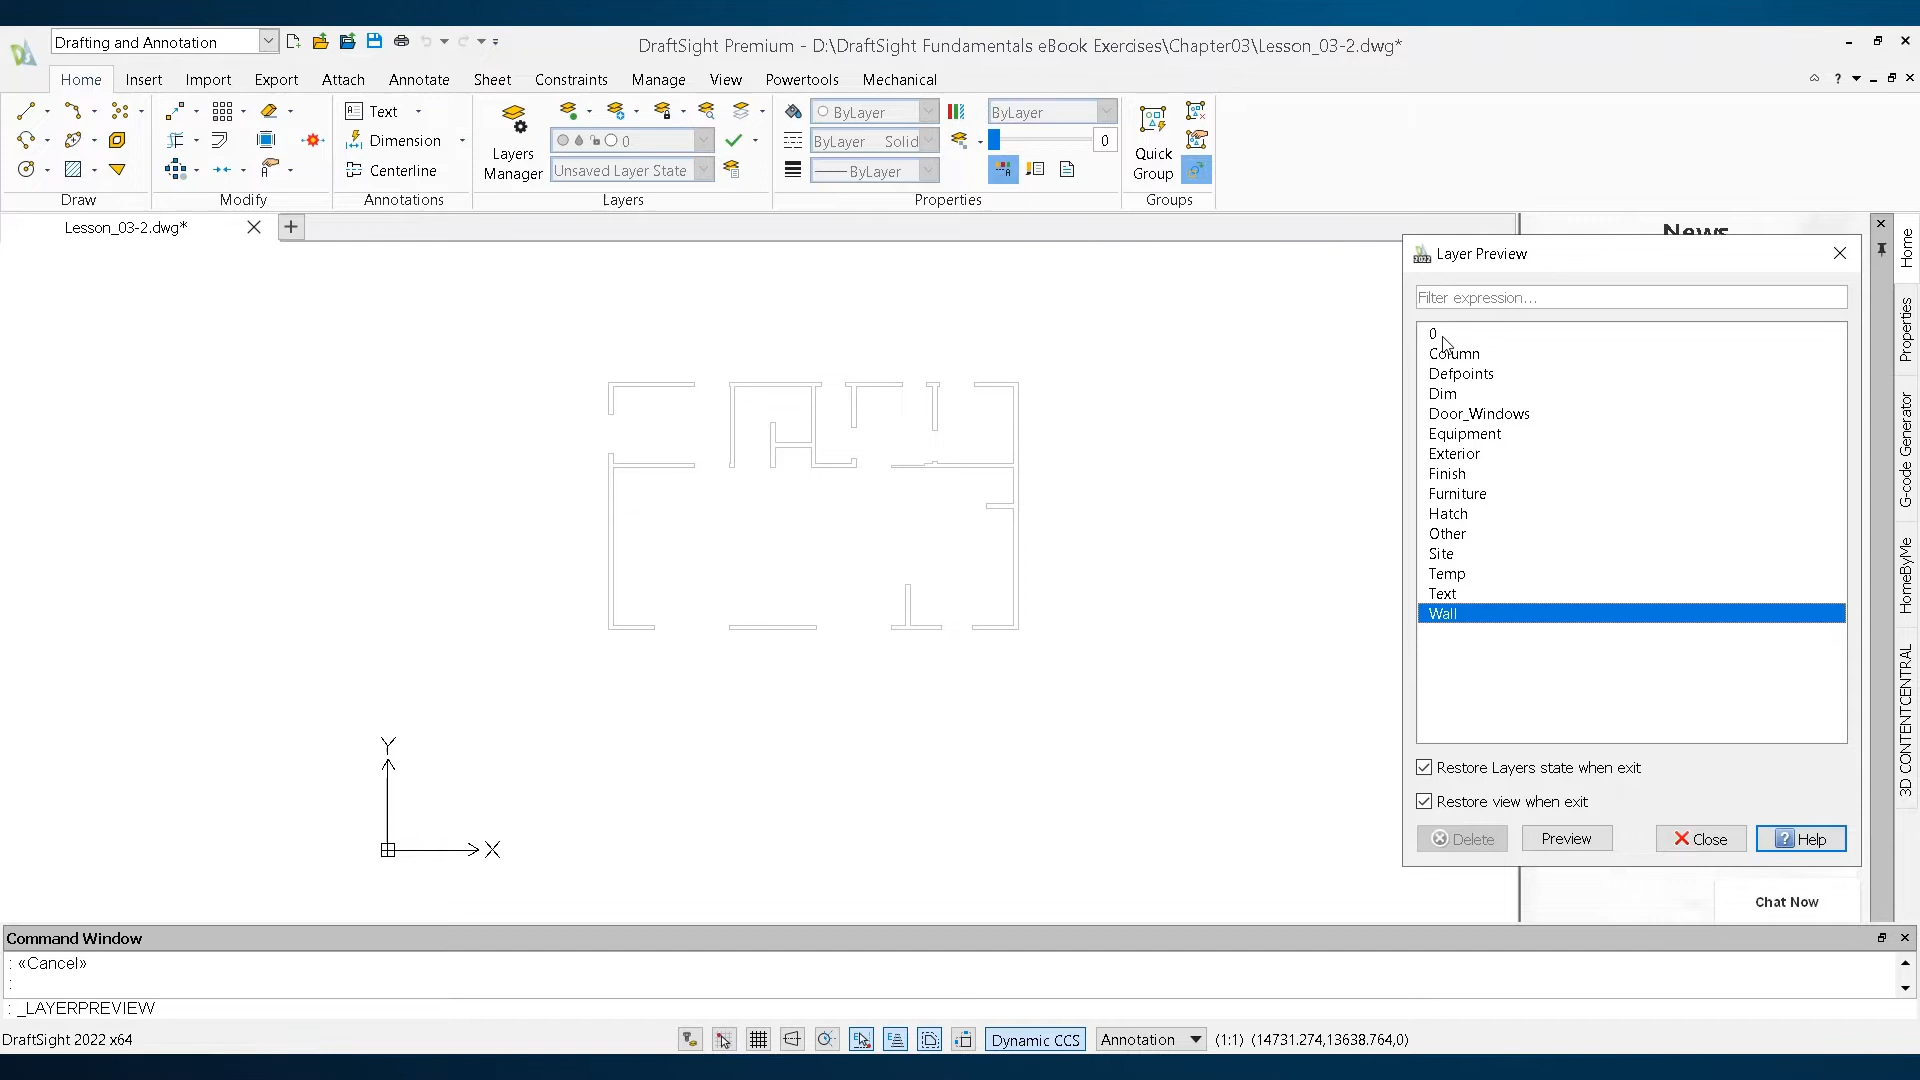 Drafting and Annotation
DraftSight Premium - D:\DraftSight Fundamentals eBook Exercises\Chapter03\Lesson_03-2.dwg*
Home Insert Import Export Attach Annotate Sheet Constraints Manage View Powertools Mechanical
Text
Dimension
Centerline
Layers
Manager
0
Unsaved Layer State
ByLayer
ByLayer Solid
ByLayer
ByLayer
0
Quick
Group
Draw Modify Annotations Layers Properties Groups
Lesson_03-2.dwg*
News
Layer Preview
Filter expression...
0
Column
Defpoints
Dim
Door_Windows
Equipment
Exterior
Finish
Furniture
Hatch
Other
Site
Temp
Text
Wall
Restore Layers state when exit
Restore view when exit
Delete Preview Close Help
Chat Now
Home
Properties
G-code Generator
HomeByMe
3D CONTENTCENTRAL
Y
X
Command Window
: «Cancel»
:
: _LAYERPREVIEW
DraftSight 2022 x64
Dynamic CCS Annotation (1:1) (14731.274,13638.764,0)